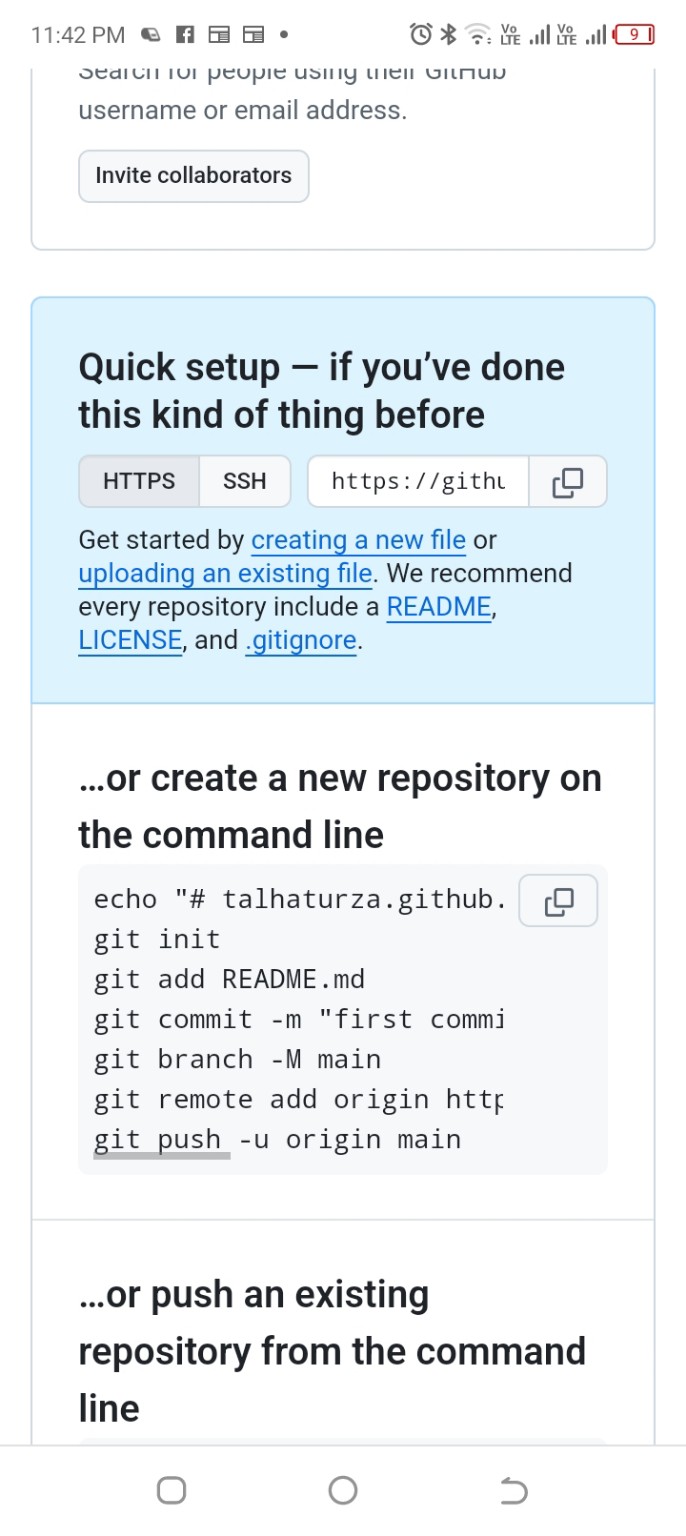 11:42 PM
Vo LTE Vo LTE 9
Search for people using their GitHub
username or email address.
Invite collaborators
Quick setup — if you’ve done
this kind of thing before
HTTPS SSH https://githu
Get started by creating a new file or
uploading an existing file. We recommend
every repository include a README,
LICENSE, and .gitignore.
…or create a new repository on
the command line
echo "# talhaturza.github.
git init
git add README.md
git commit -m "first commi
git branch -M main
git remote add origin http
git push -u origin main
…or push an existing
repository from the command
line